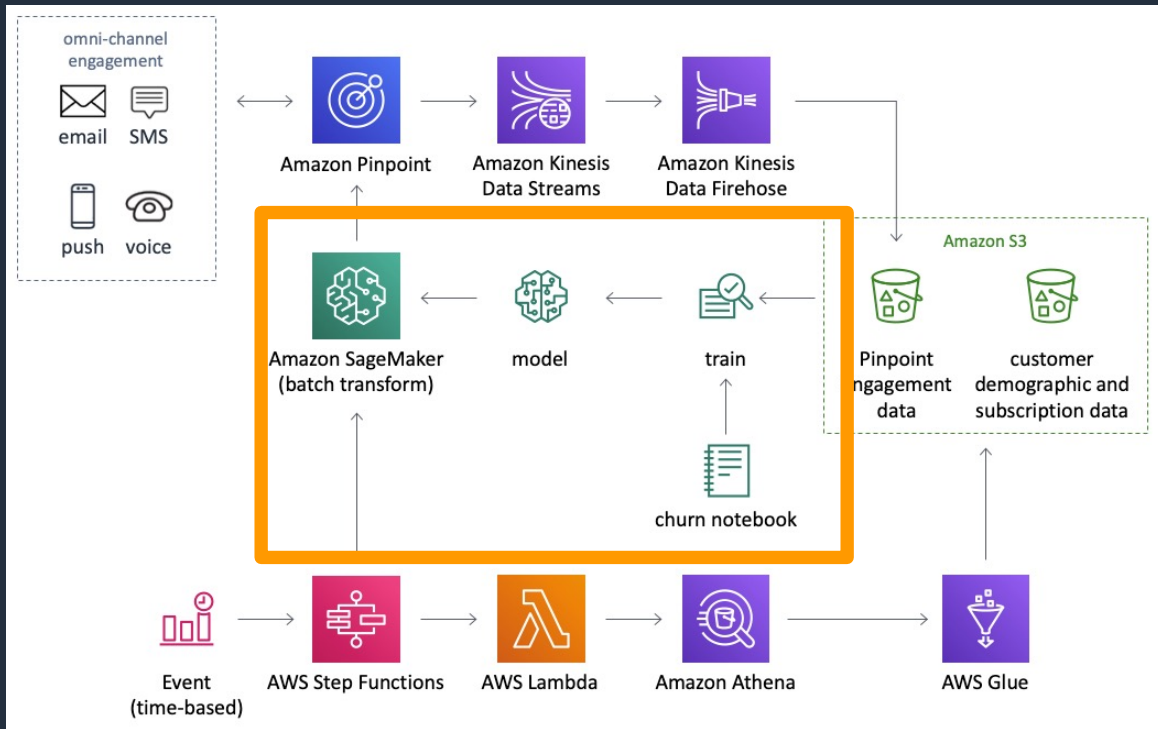 omni-channel
engagement
email SMS
push voice
Amazon Pinpoint
Amazon Kinesis
Data Streams
Amazon Kinesis
Data Firehose
Amazon S3
Amazon SageMaker
(batch transform)
model
train
Pinpoint
ngagement
data
customer
demographic and
subscription data
churn notebook
Event
(time-based)
AWS Step Functions
AWS Lambda
Amazon Athena
AWS Glue